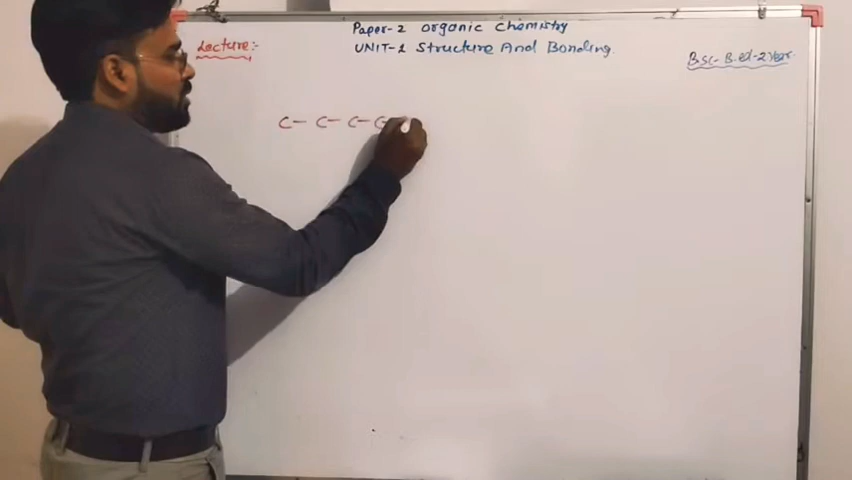 Paper-2 organic chemistry
Lecture:-
UNIT-1 Structure And Bonding.
BSc-B.ed-2Year.
C- C- C- C-